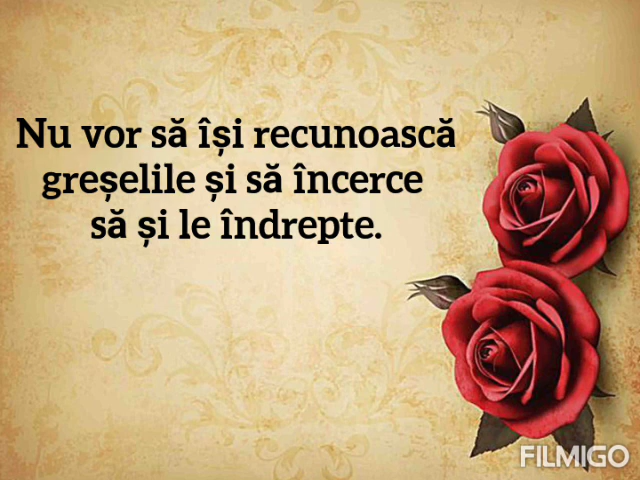 Nu vor să își recunoască
greșelile și să încerce
să și le îndrepte.
FILMIGO